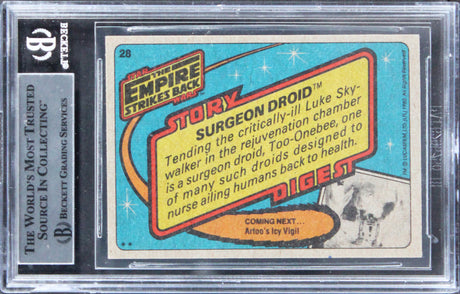 BECKETT
THE WORLD'S MOST TRUSTED
SOURCE IN COLLECTING™
BECKETT GRADING SERVICES
28
STAR
THE
EMPIRE
STRIKES BACK
WARS
STORY
SURGEON DROID™
Tending the critically-ill Luke Sky-
walker in the rejuvenation chamber
is a surgeon droid, Too-Onebee, one
of many such droids designed to
nurse ailing humans back to health.
DIGEST
COMING NEXT...
Artoo's Icy Vigil
**